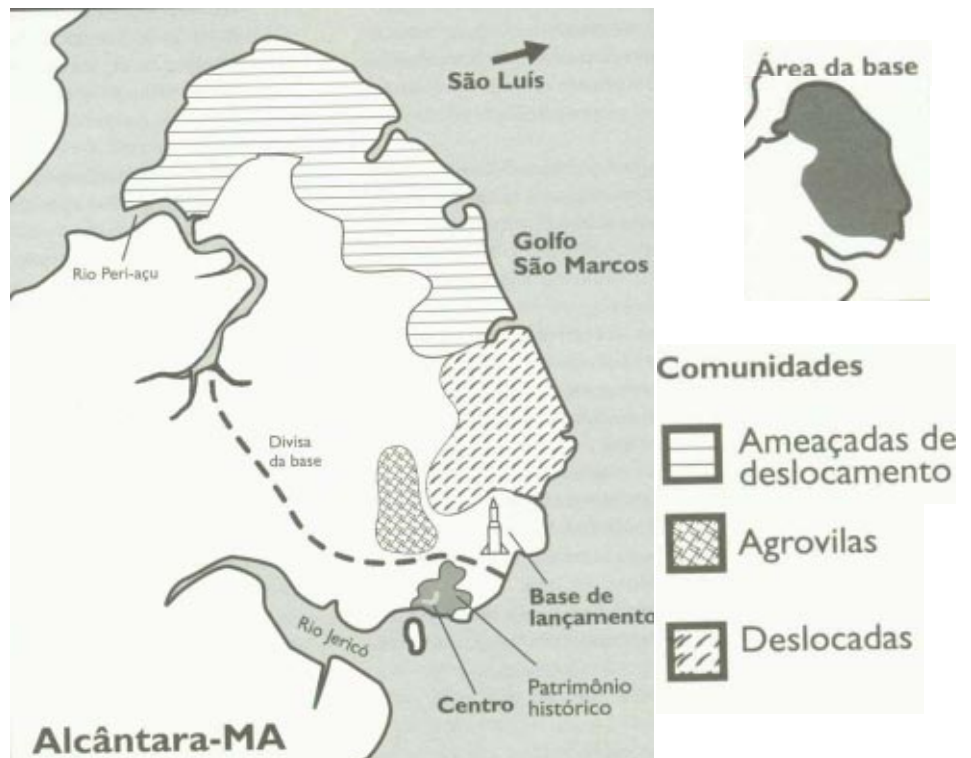 São Luís
Área da base
Golfo
São Marcos
Rio Peri-açu
Comunidades
Ameaçadas de
deslocamento
Divisa
da base
Agrovilas
Base de
lançamento
Deslocadas
Rio Jericó
Patrimônio
histórico
Centro
Alcântara-MA